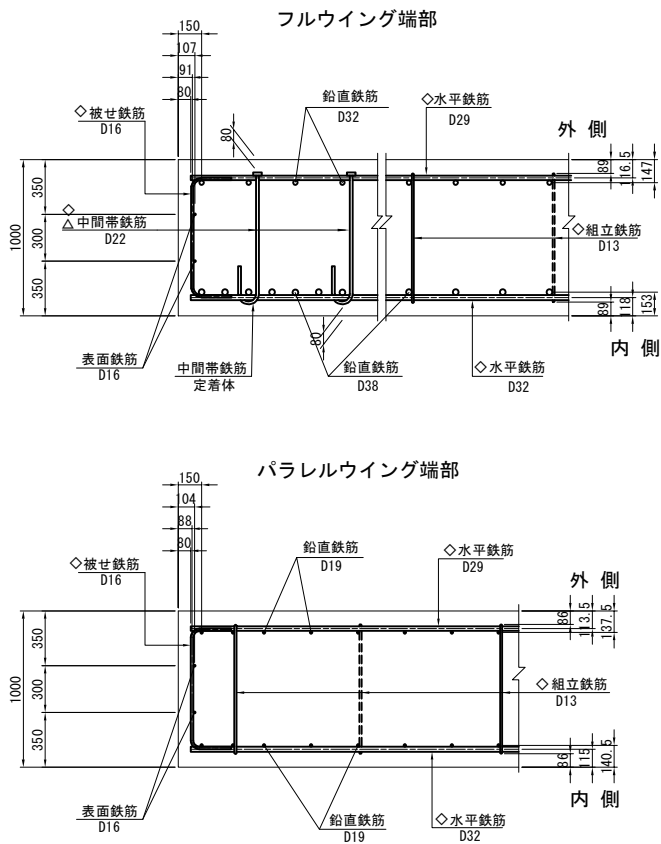 フルウイング端部
150
107
91
80
◇被せ鉄筋
D16
80
鉛直鉄筋
D32
◇水平鉄筋
D29
外 側
89
116.5
147
1000
350
300
350
◇
△中間帯鉄筋
D22
◇組立鉄筋
D13
表面鉄筋
D16
中間帯鉄筋
定着体
80
鉛直鉄筋
D38
◇水平鉄筋
D32
89
118
153
内 側
パラレルウイング端部
150
104
88
80
◇被せ鉄筋
D16
鉛直鉄筋
D19
◇水平鉄筋
D29
外 側
86
113.5
137.5
1000
350
300
350
◇組立鉄筋
D13
表面鉄筋
D16
鉛直鉄筋
D19
◇水平鉄筋
D32
86
115
140.5
内 側